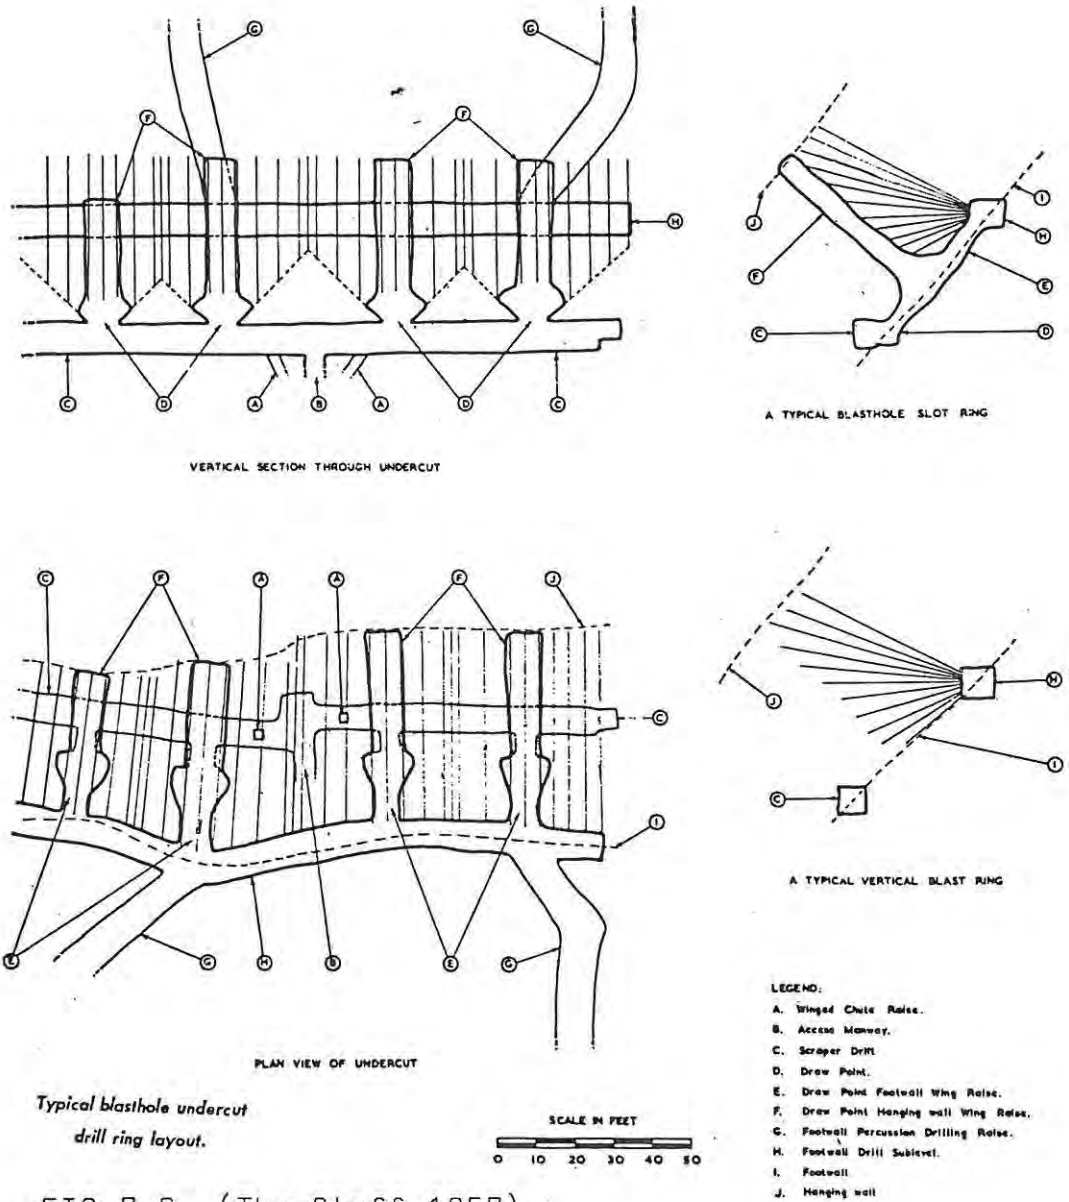 G
G
F
F
H
C
D
A
B
A
D
C
VERTICAL SECTION THROUGH UNDERCUT
J
I
H
F
E
C
D
A TYPICAL BLASTHOLE SLOT RING
C
F
A
A
F
J
C
I
E
G
H
B
E
G
PLAN VIEW OF UNDERCUT
H
J
I
C
A TYPICAL VERTICAL BLAST RING
LEGEND:
A. Winged Chute Raise.
B. Access Manway.
C. Scraper Drift
D. Draw Point.
E. Draw Point Footwall Wing Raise.
F. Draw Point Hanging wall Wing Raise.
G. Footwall Percussion Drilling Raise.
H. Footwall Drill Sublevel.
I. Footwall
J. Hanging wall
Typical blasthole undercut
drill ring layout.
SCALE IN FEET
0 10 20 30 40 50